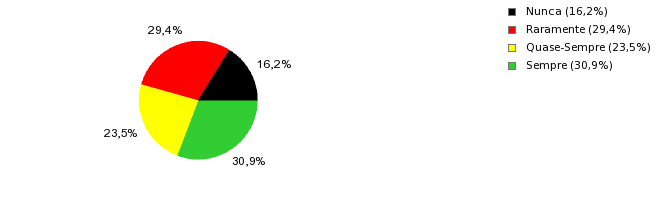 29,4%
16,2%
23,5%
30,9%
Nunca (16,2%)
Raramente (29,4%)
Quase-Sempre (23,5%)
Sempre (30,9%)